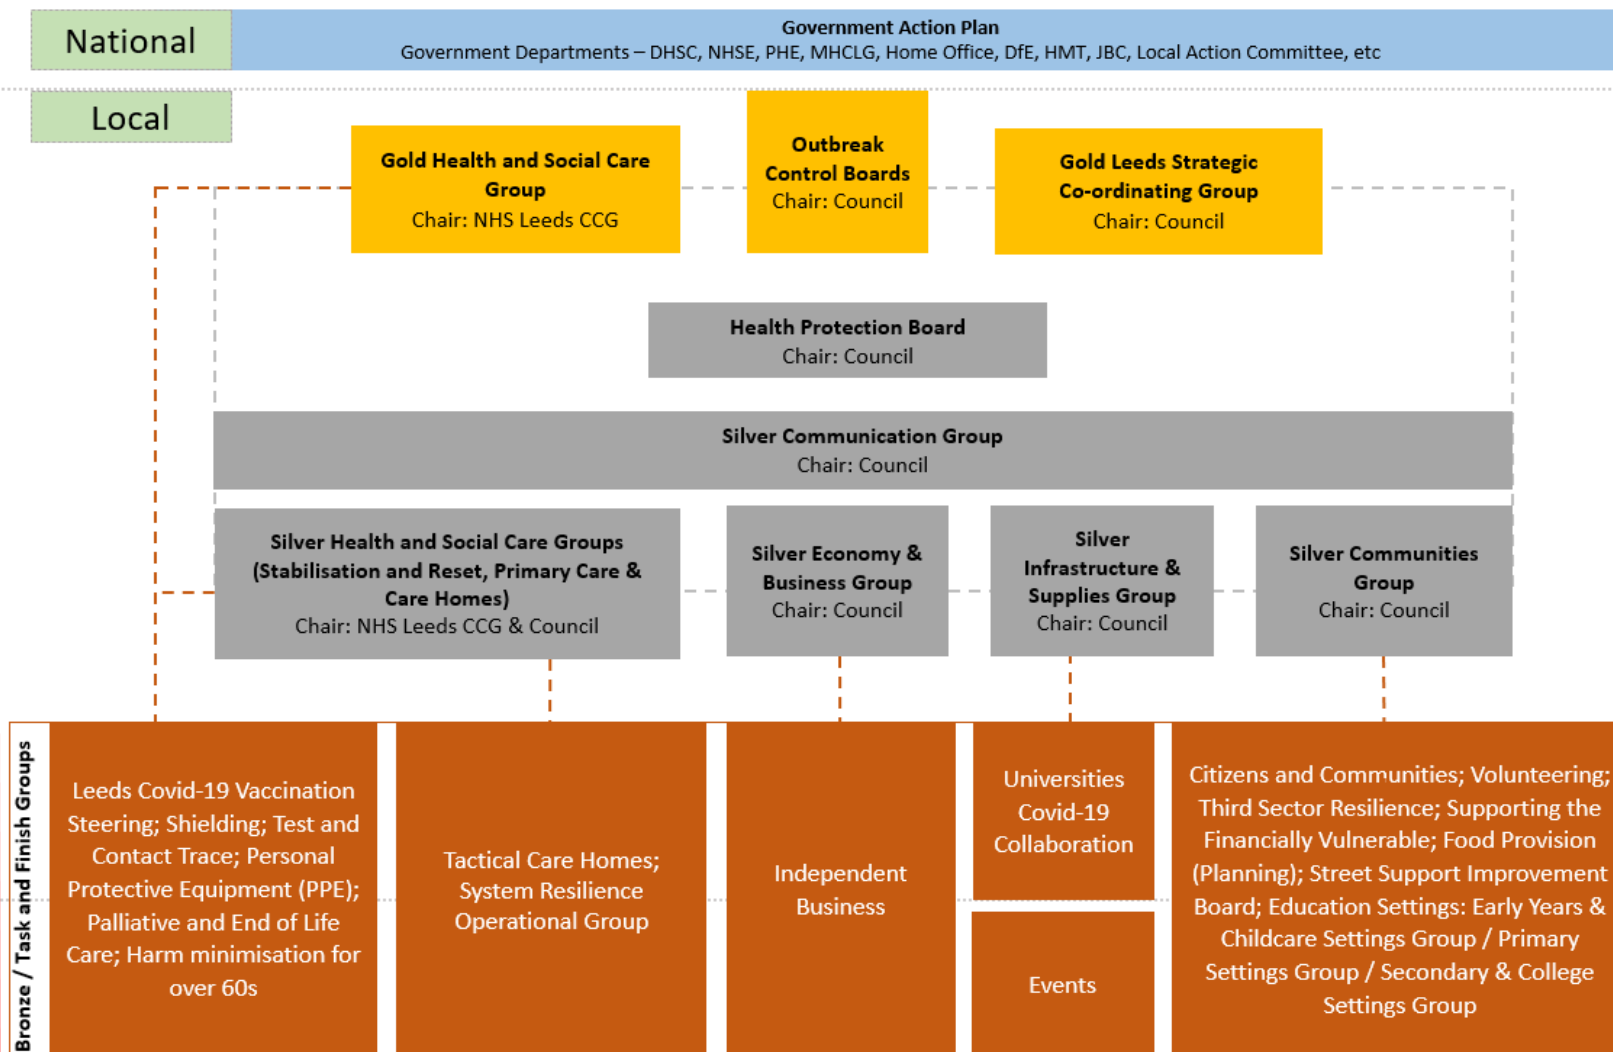 National
Government Action Plan
Government Departments – DHSC, NHSE, PHE, MHCLG, Home Office, DfE, HMT, JBC, Local Action Committee, etc
Local
Gold Health and Social Care
Group
Chair: NHS Leeds CCG
Outbreak
Control Boards
Chair: Council
Gold Leeds Strategic
Co-ordinating Group
Chair: Council
Health Protection Board
Chair: Council
Silver Communication Group
Chair: Council
Silver Health and Social Care Groups
(Stabilisation and Reset, Primary Care &
Care Homes)
Chair: NHS Leeds CCG & Council
Silver Economy &
Business Group
Chair: Council
Silver
Infrastructure &
Supplies Group
Chair: Council
Silver Communities
Group
Chair: Council
Bronze / Task and Finish Groups
Leeds Covid-19 Vaccination
Steering; Shielding; Test and
Contact Trace; Personal
Protective Equipment (PPE);
Palliative and End of Life
Care; Harm minimisation for
over 60s
Tactical Care Homes;
System Resilience
Operational Group
Independent
Business
Universities
Covid-19
Collaboration
Events
Citizens and Communities; Volunteering;
Third Sector Resilience; Supporting the
Financially Vulnerable; Food Provision
(Planning); Street Support Improvement
Board; Education Settings: Early Years &
Childcare Settings Group / Primary
Settings Group / Secondary & College
Settings Group